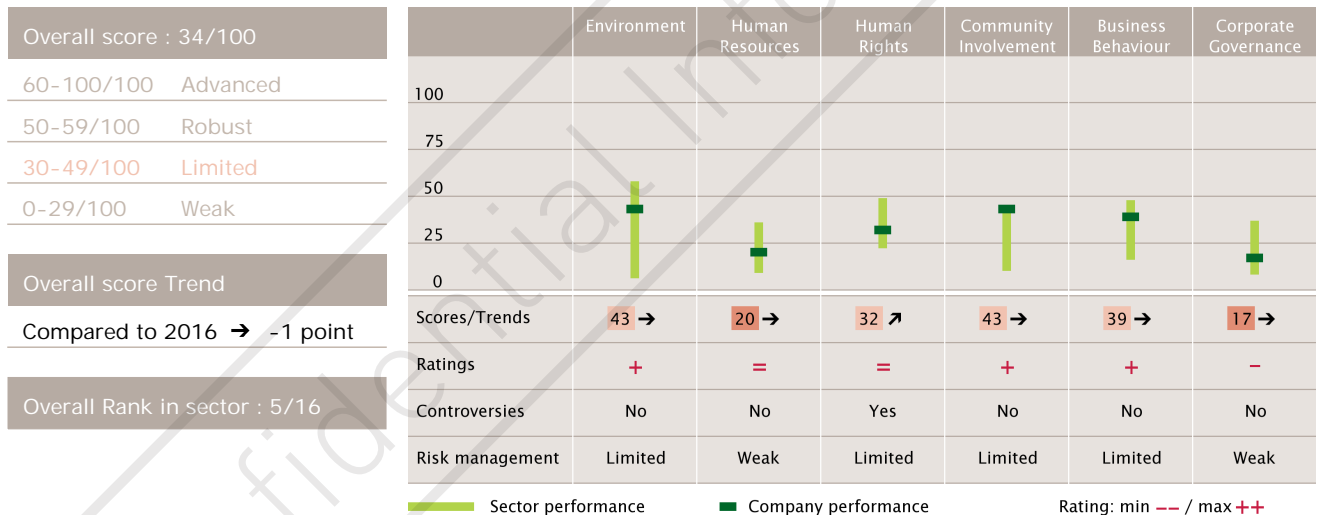 Overall score : 34/100
60-100/100 Advanced
50-59/100 Robust
30-49/100 Limited
0-29/100 Weak
Overall score Trend
Compared to 2016 ➔ -1 point
Overall Rank in sector : 5/16
Environment Human Resources Human Rights Community Involvement Business Behaviour Corporate Governance
100
75
50
25
0
Scores/Trends 43 ➔ 20 ➔ 32 ➔ 43 ➔ 39 ➔ 17 ➔
Ratings + = = + + −
Controversies No No Yes No No No
Risk management Limited Weak Limited Limited Limited Weak
Sector performance Company performance Rating: min −− / max ++
fidential Inf